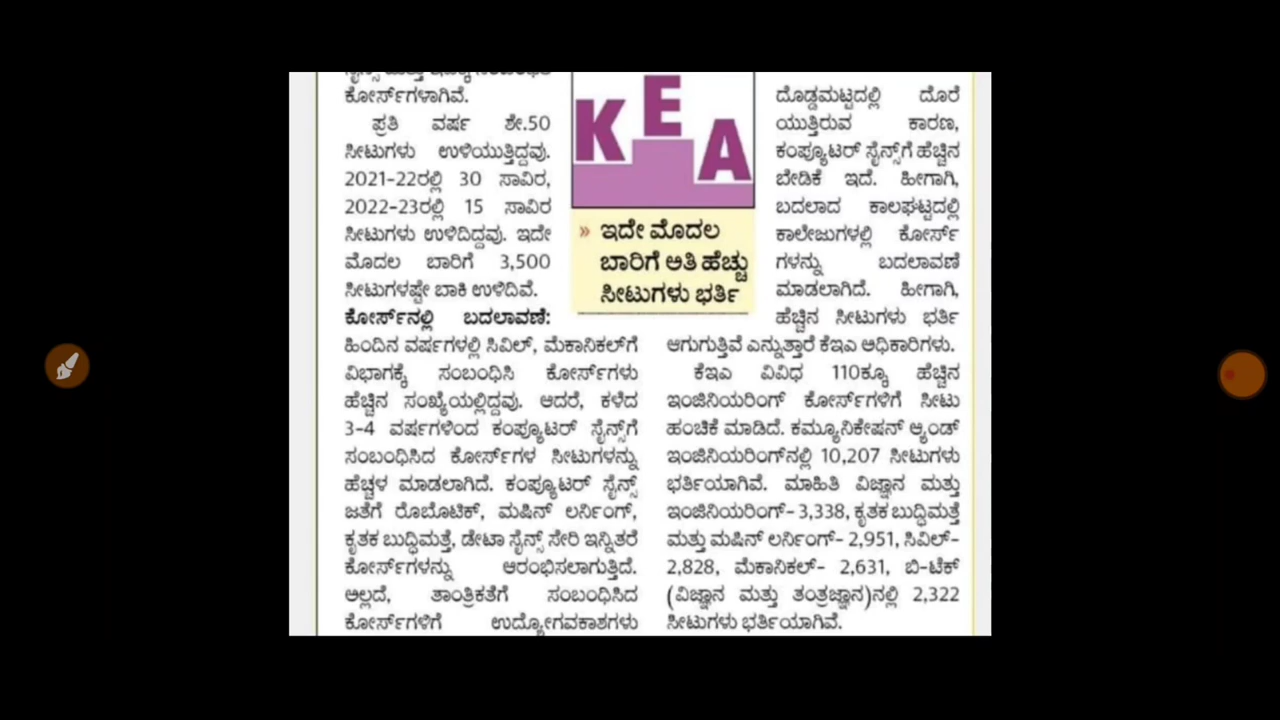 ಕೋರ್ಸ್‌ಗಳಾಗಿವೆ.
ಪ್ರತಿ ವರ್ಷ ಶೇ.50
ಸೀಟುಗಳು ಉಳಿಯುತ್ತಿದ್ದವು.
2021-22ರಲ್ಲಿ 30 ಸಾವಿರ,
2022-23ರಲ್ಲಿ 15 ಸಾವಿರ
ಸೀಟುಗಳು ಉಳಿದಿದ್ದವು. ಇದೇ
ಮೊದಲ ಬಾರಿಗೆ 3,500
ಸೀಟುಗಳಷ್ಟೇ ಬಾಕಿ ಉಳಿದಿವೆ.
ಕೋರ್ಸ್‌ನಲ್ಲಿ ಬದಲಾವಣೆ:
ಹಿಂದಿನ ವರ್ಷಗಳಲ್ಲಿ ಸಿವಿಲ್, ಮೆಕಾನಿಕಲ್‌ಗೆ
ವಿಭಾಗಕ್ಕೆ ಸಂಬಂಧಿಸಿ ಕೋರ್ಸ್‌ಗಳು
ಹೆಚ್ಚಿನ ಸಂಖ್ಯೆಯಲ್ಲಿದ್ದವು. ಆದರೆ, ಕಳೆದ
3-4 ವರ್ಷಗಳಿಂದ ಕಂಪ್ಯೂಟರ್ ಸೈನ್ಸ್‌ಗೆ
ಸಂಬಂಧಿಸಿದ ಕೋರ್ಸ್‌ಗಳ ಸೀಟುಗಳನ್ನು
ಹೆಚ್ಚಳ ಮಾಡಲಾಗಿದೆ. ಕಂಪ್ಯೂಟರ್ ಸೈನ್ಸ್
ಜತೆಗೆ ರೊಬೊಟಿಕ್, ಮಷಿನ್ ಲರ್ನಿಂಗ್,
ಕೃತಕ ಬುದ್ಧಿಮತ್ತೆ, ಡೇಟಾ ಸೈನ್ಸ್ ಸೇರಿ ಇನ್ನಿತರೆ
ಕೋರ್ಸ್‌ಗಳನ್ನು ಆರಂಭಿಸಲಾಗುತ್ತಿದೆ.
ಅಲ್ಲದೆ, ತಾಂತ್ರಿಕತೆಗೆ ಸಂಬಂಧಿಸಿದ
ಕೋರ್ಸ್‌ಗಳಿಗೆ ಉದ್ಯೋಗವಕಾಶಗಳು
KEA
» ಇದೇ ಮೊದಲ
ಬಾರಿಗೆ ಅತಿ ಹೆಚ್ಚು
ಸೀಟುಗಳು ಭರ್ತಿ
ದೊಡ್ಡಮಟ್ಟದಲ್ಲಿ ದೊರೆ
ಯುತ್ತಿರುವ ಕಾರಣ,
ಕಂಪ್ಯೂಟರ್ ಸೈನ್ಸ್‌ಗೆ ಹೆಚ್ಚಿನ
ಬೇಡಿಕೆ ಇದೆ. ಹೀಗಾಗಿ,
ಬದಲಾದ ಕಾಲಘಟ್ಟದಲ್ಲಿ
ಕಾಲೇಜುಗಳಲ್ಲಿ ಕೋರ್ಸ್
ಗಳನ್ನು ಬದಲಾವಣೆ
ಮಾಡಲಾಗಿದೆ. ಹೀಗಾಗಿ,
ಹೆಚ್ಚಿನ ಸೀಟುಗಳು ಭರ್ತಿ
ಆಗುಗುತ್ತಿವೆ ಎನ್ನುತ್ತಾರೆ ಕೆಇಎ ಅಧಿಕಾರಿಗಳು.
ಕೆಇಎ ವಿವಿಧ 110ಕ್ಕೂ ಹೆಚ್ಚಿನ
ಇಂಜಿನಿಯರಿಂಗ್ ಕೋರ್ಸ್‌ಗಳಿಗೆ ಸೀಟು
ಹಂಚಿಕೆ ಮಾಡಿದೆ. ಕಮ್ಯೂನಿಕೇಷನ್ ಆ್ಯಂಡ್
ಇಂಜಿನಿಯರಿಂಗ್‌ನಲ್ಲಿ 10,207 ಸೀಟುಗಳು
ಭರ್ತಿಯಾಗಿವೆ. ಮಾಹಿತಿ ವಿಜ್ಞಾನ ಮತ್ತು
ಇಂಜಿನಿಯರಿಂಗ್- 3,338, ಕೃತಕ ಬುದ್ಧಿಮತ್ತೆ
ಮತ್ತು ಮಷಿನ್ ಲರ್ನಿಂಗ್- 2,951, ಸಿವಿಲ್-
2,828, ಮೆಕಾನಿಕಲ್- 2,631, ಬಿ-ಟೆಕ್
(ವಿಜ್ಞಾನ ಮತ್ತು ತಂತ್ರಜ್ಞಾನ)ನಲ್ಲಿ 2,322
ಸೀಟುಗಳು ಭರ್ತಿಯಾಗಿವೆ.